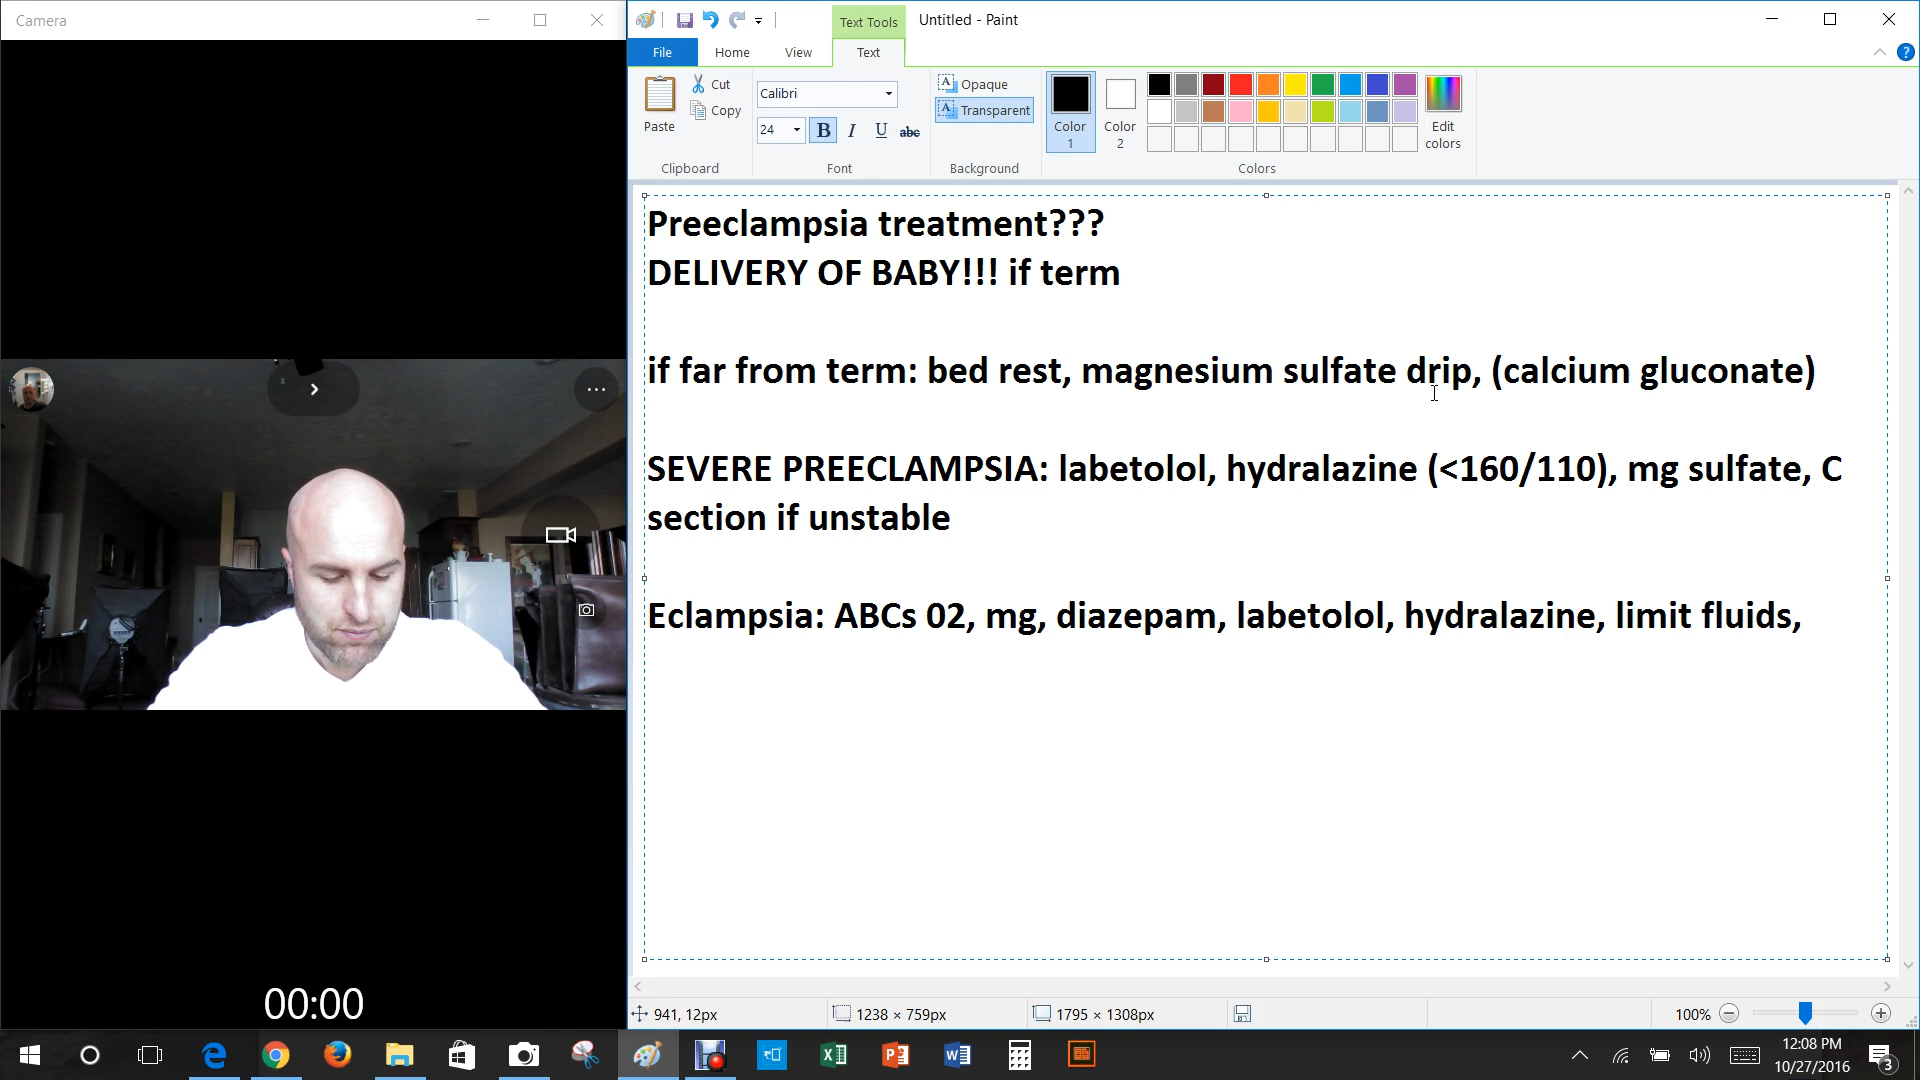 Camera
Text Tools
Untitled - Paint
File
Home
View
Text
Paste
Cut
Copy
Clipboard
Calibri
24
B I U abc
Font
Opaque
Transparent
Background
Color 1
Color 2
Edit colors
Colors
Preeclampsia treatment???
DELIVERY OF BABY!!! if term
if far from term: bed rest, magnesium sulfate drip, (calcium gluconate)
SEVERE PREECLAMPSIA: labetolol, hydralazine (<160/110), mg sulfate, C
section if unstable
Eclampsia: ABCs 02, mg, diazepam, labetolol, hydralazine, limit fluids,
00:00
941, 12px
1238 × 759px
1795 × 1308px
100%
12:08 PM
10/27/2016
3